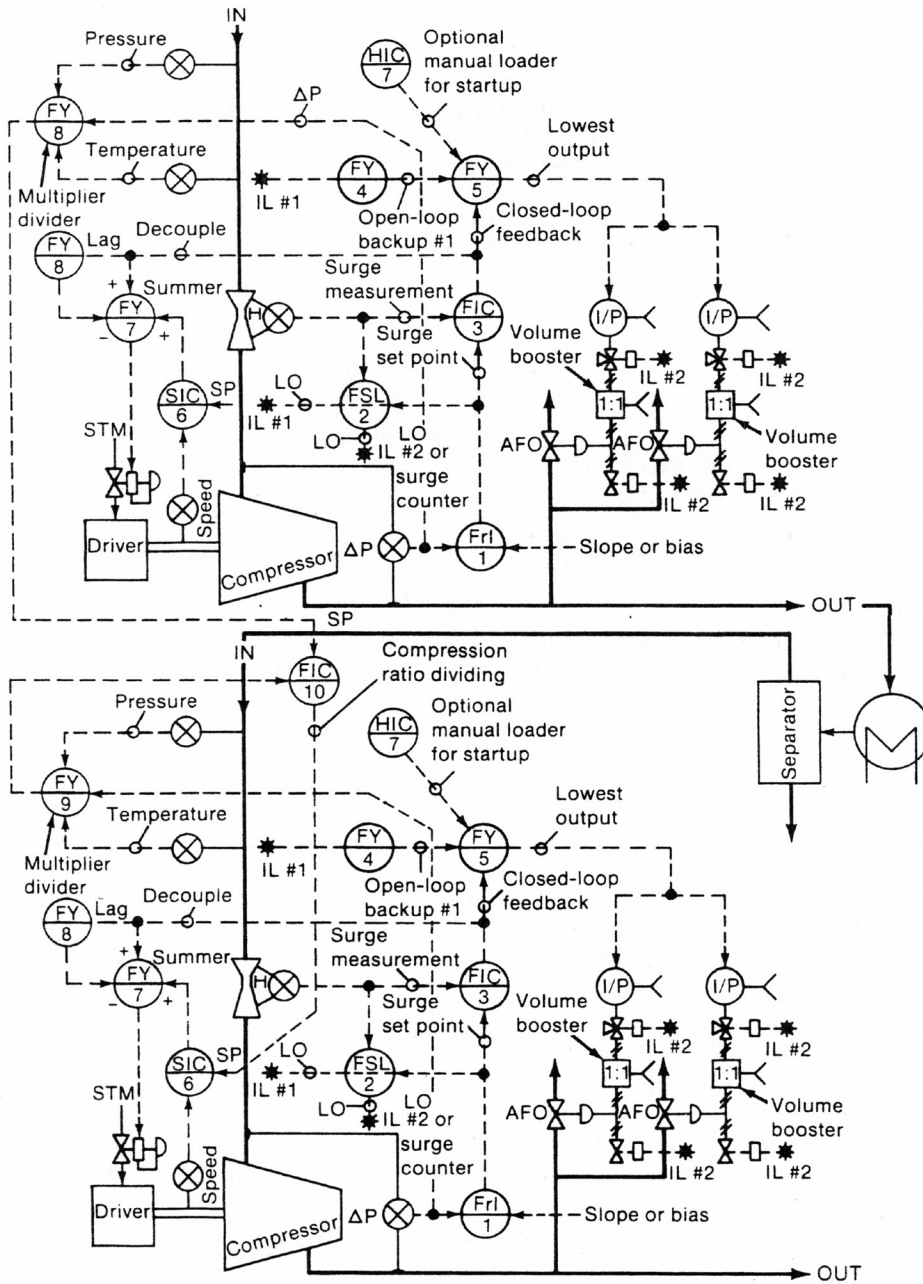 IN
Pressure
HIC
7
Optional
manual loader
for startup
FY
8
ΔP
Lowest
output
Temperature
FY
4
FY
5
Multiplier
divider
IL #1
Open-loop
backup #1
Closed-loop
feedback
FY
8
Lag
Decouple
Surge
measurement
+
Summer
FY
7
-
+
H
FIC
3
I/P
I/P
Volume
booster
Surge
set point
IL #2
IL #2
SIC
6
SP
LO
IL #1
FSL
2
1:1
1:1
STM
LO
LO
IL #2 or
surge
counter
AFO
AFO
Volume
booster
IL #2
IL #2
Speed
Driver
Compressor
ΔP
FrI
1
Slope or bias
OUT
SP
IN
FIC
10
Compression
ratio dividing
Pressure
HIC
7
Optional
manual loader
for startup
Separator
FY
9
Lowest
output
Temperature
FY
4
FY
5
Multiplier
divider
IL #1
Open-loop
backup #1
Closed-loop
feedback
FY
8
Lag
Decouple
Surge
measurement
+
Summer
FY
7
-
+
H
FIC
3
I/P
I/P
Volume
booster
Surge
set point
IL #2
IL #2
SIC
6
SP
LO
IL #1
FSL
2
1:1
1:1
STM
LO
LO
IL #2 or
surge
counter
AFO
AFO
Volume
booster
IL #2
IL #2
Speed
Driver
Compressor
ΔP
FrI
1
Slope or bias
OUT